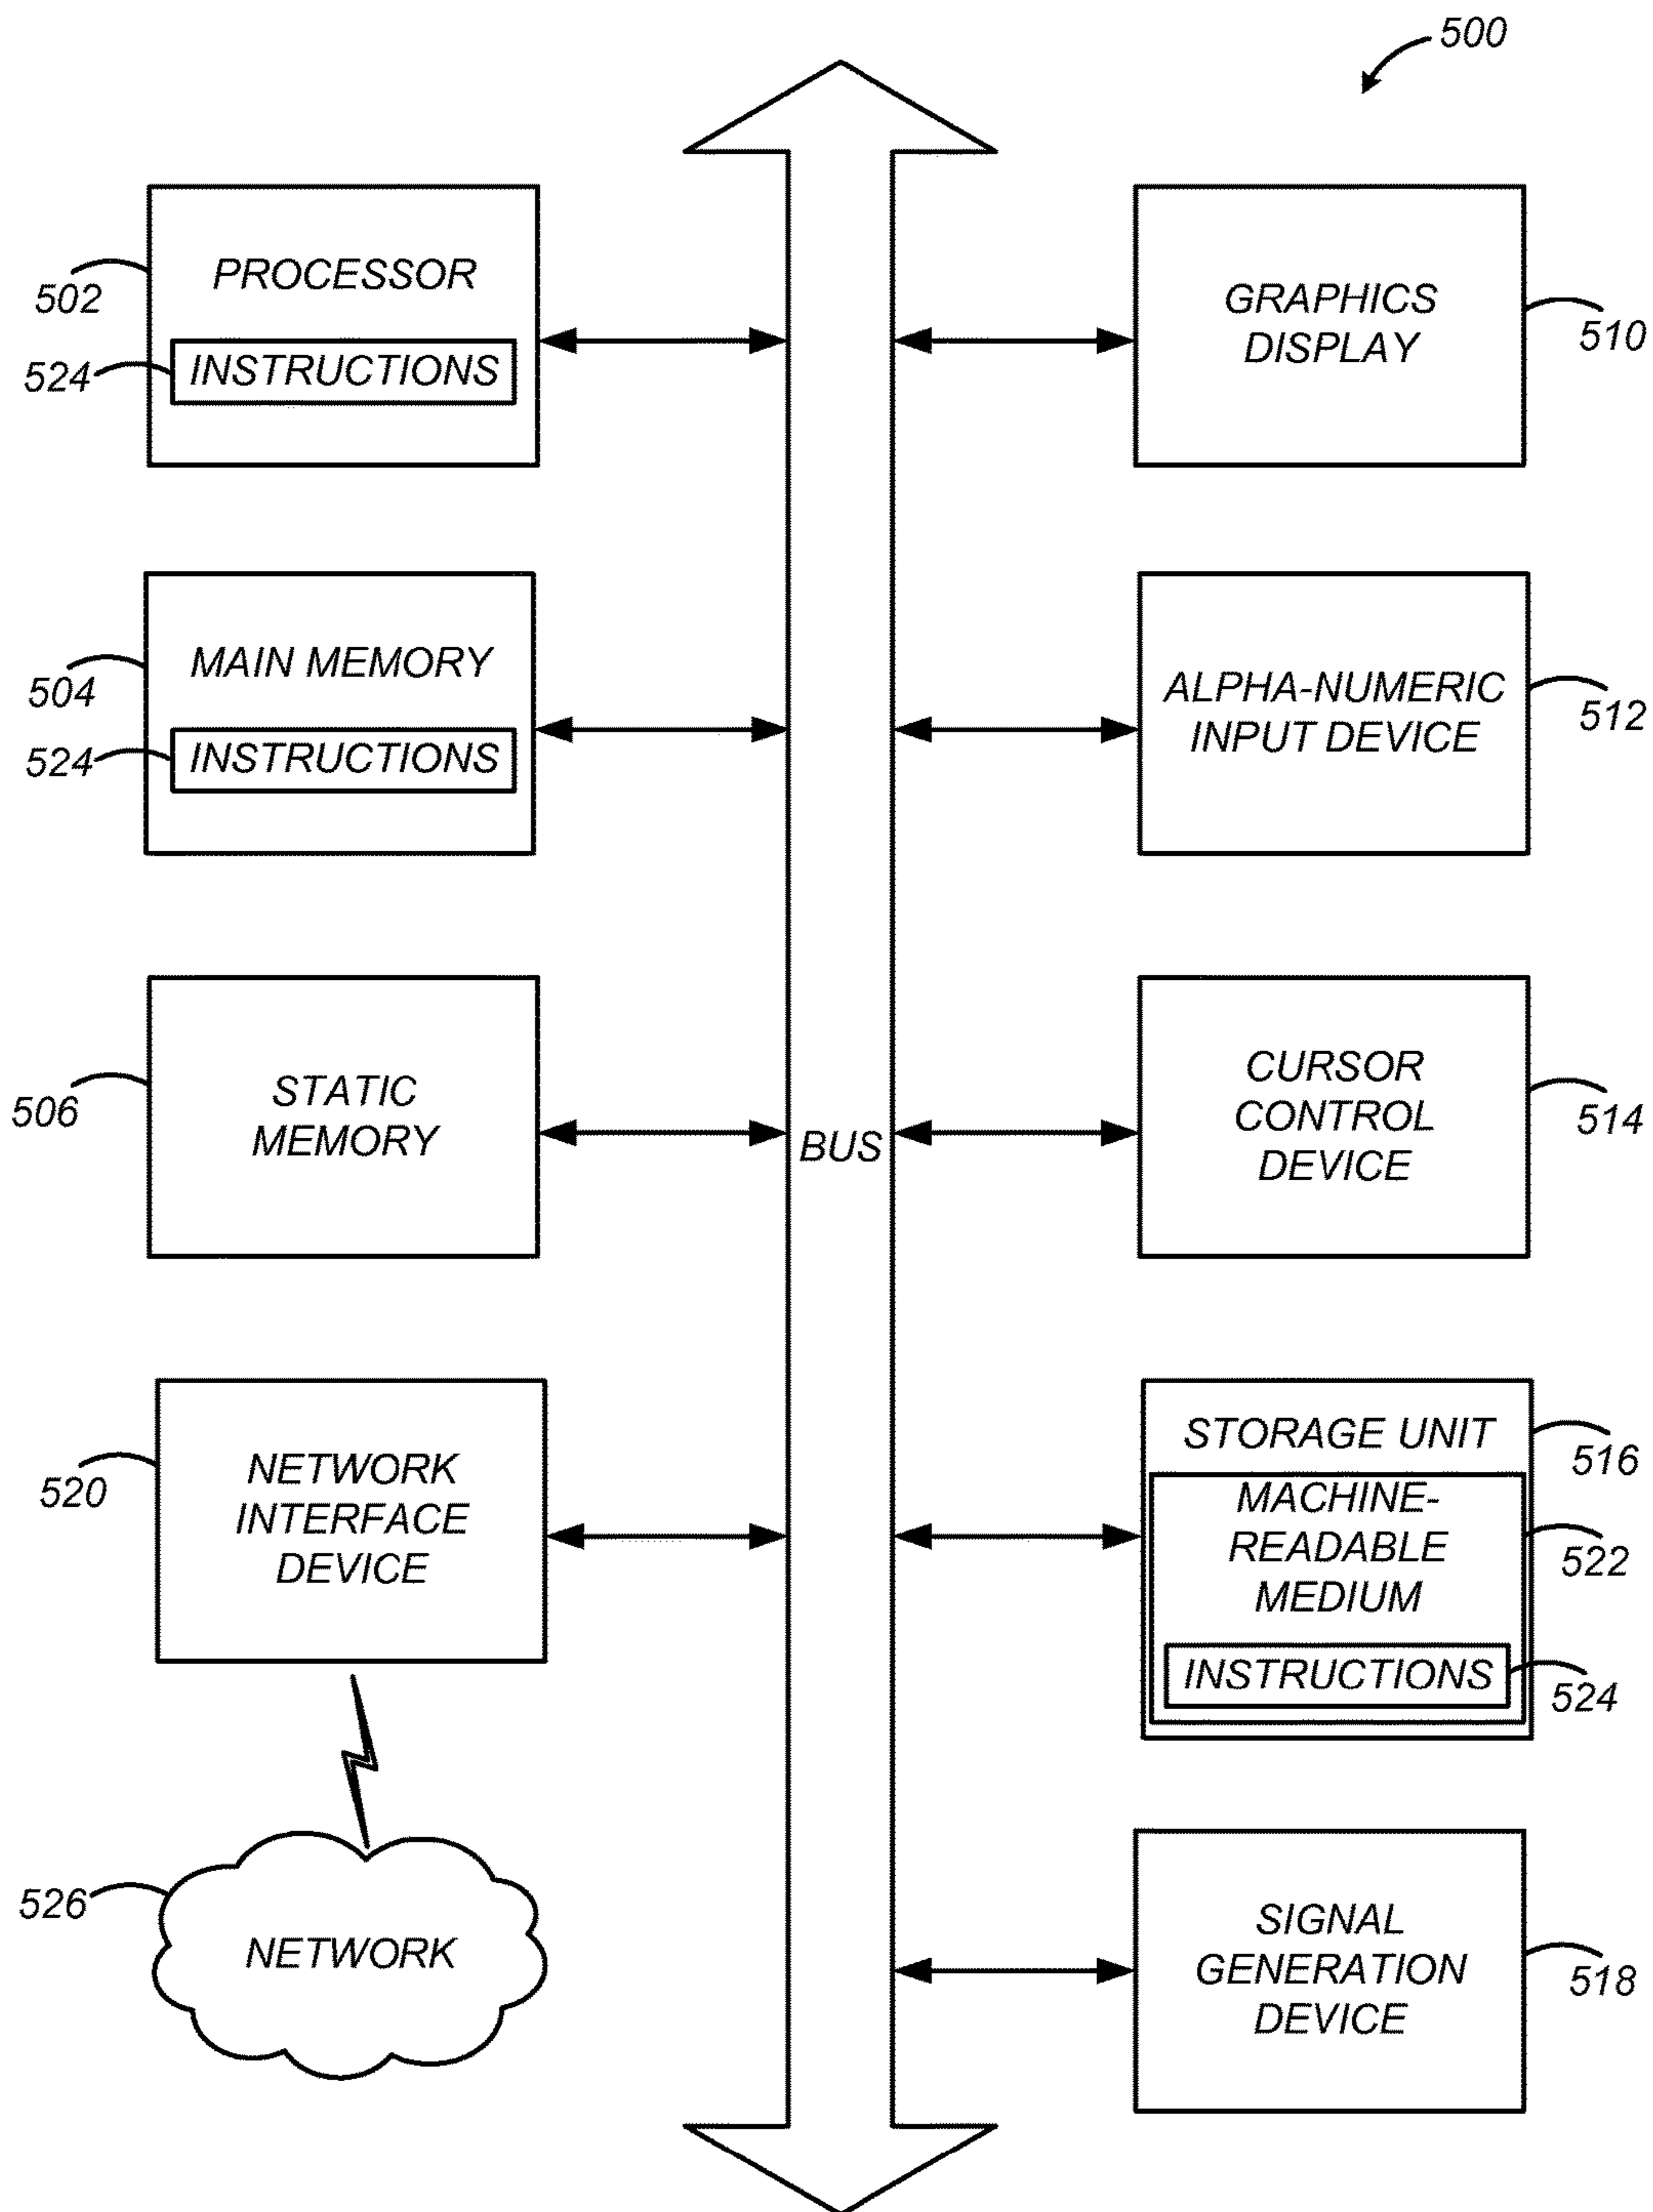 500
PROCESSOR
502
524
INSTRUCTIONS
GRAPHICS
DISPLAY
510
MAIN MEMORY
504
524
INSTRUCTIONS
ALPHA-NUMERIC
INPUT DEVICE
512
STATIC
MEMORY
506
BUS
CURSOR
CONTROL
DEVICE
514
NETWORK
INTERFACE
DEVICE
520
STORAGE UNIT
516
MACHINE-
READABLE
MEDIUM
522
INSTRUCTIONS
524
526
NETWORK
SIGNAL
GENERATION
DEVICE
518